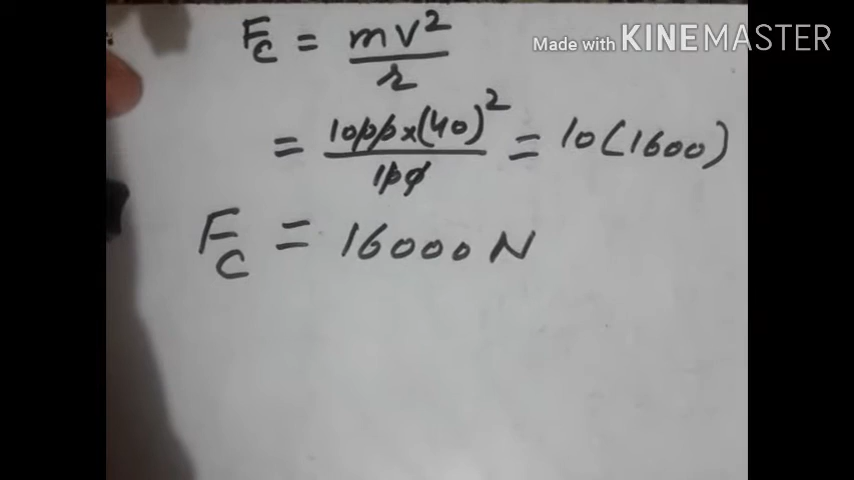 Made with KINEMASTER
Fc = mv²/r
= 1000×(40)²/100 = 10(1600)
Fc = 16000 N